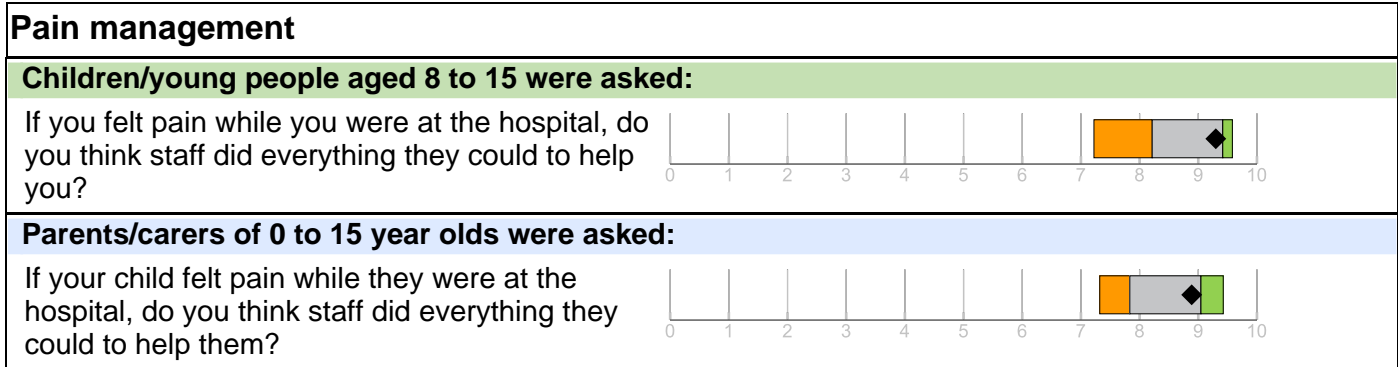 Pain management
Children/young people aged 8 to 15 were asked:
If you felt pain while you were at the hospital, do
you think staff did everything they could to help
you?
0 1 2 3 4 5 6 7 8 9 10
Parents/carers of 0 to 15 year olds were asked:
If your child felt pain while they were at the
hospital, do you think staff did everything they
could to help them?
0 1 2 3 4 5 6 7 8 9 10